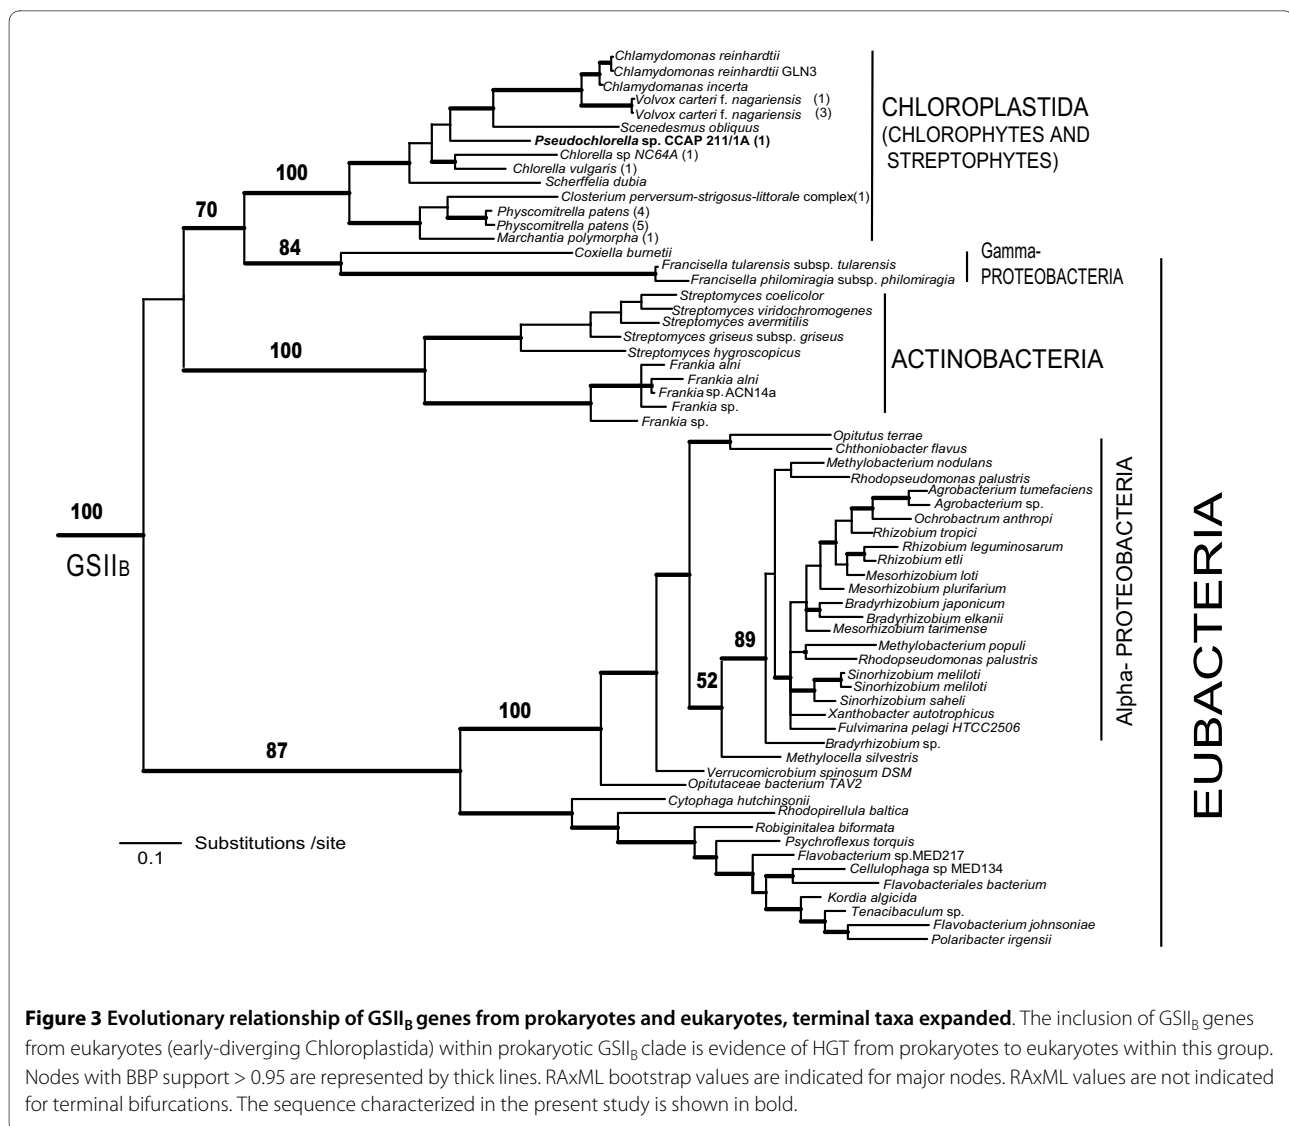 Chlamydomonas reinhardtii
Chlamydomonas reinhardtii GLN3
Chlamydomanas incerta
Volvox carteri f. nagariensis (1)
Volvox carteri f. nagariensis (3)
Scenedesmus obliquus
Pseudochlorella sp. CCAP 211/1A (1)
Chlorella sp NC64A (1)
Chlorella vulgaris (1)
Scherffelia dubia
Closterium perversum-strigosus-littorale complex(1)
Physcomitrella patens (4)
Physcomitrella patens (5)
Marchantia polymorpha (1)
CHLOROPLASTIDA
(CHLOROPHYTES AND
STREPTOPHYTES)
100
70
84
Coxiella burnetii
Francisella tularensis subsp. tularensis
Francisella philomiragia subsp. philomiragia
Gamma-
PROTEOBACTERIA
Streptomyces coelicolor
Streptomyces viridochromogenes
Streptomyces avermitilis
Streptomyces griseus subsp. griseus
Streptomyces hygroscopicus
Frankia alni
Frankia alni
Frankia sp. ACN14a
Frankia sp.
Frankia sp.
100
ACTINOBACTERIA
Opitutus terrae
Chthoniobacter flavus
Methylobacterium nodulans
Rhodopseudomonas palustris
Agrobacterium tumefaciens
Agrobacterium sp.
Ochrobactrum anthropi
Rhizobium tropici
Rhizobium leguminosarum
Rhizobium etli
Mesorhizobium loti
Mesorhizobium plurifarium
Bradyrhizobium japonicum
Bradyrhizobium elkanii
Mesorhizobium tarimense
Methylobacterium populi
Rhodopseudomonas palustris
Sinorhizobium meliloti
Sinorhizobium meliloti
Sinorhizobium saheli
Xanthobacter autotrophicus
Fulvimarina pelagi HTCC2506
Bradyrhizobium sp.
Methylocella silvestris
Verrucomicrobium spinosum DSM
Opitutaceae bacterium TAV2
Alpha- PROTEOBACTERIA
EUBACTERIA
100
GSIIB
89
52
100
87
Cytophaga hutchinsonii
Rhodopirellula baltica
Robiginitalea biformata
Psychroflexus torquis
Flavobacterium sp.MED217
Cellulophaga sp MED134
Flavobacteriales bacterium
Kordia algicida
Tenacibaculum sp.
Flavobacterium johnsoniae
Polaribacter irgensii
Substitutions /site
0.1
Figure 3 Evolutionary relationship of GSIIB genes from prokaryotes and eukaryotes, terminal taxa expanded. The inclusion of GSIIB genes
from eukaryotes (early-diverging Chloroplastida) within prokaryotic GSIIB clade is evidence of HGT from prokaryotes to eukaryotes within this group.
Nodes with BBP support > 0.95 are represented by thick lines. RAxML bootstrap values are indicated for major nodes. RAxML values are not indicated
for terminal bifurcations. The sequence characterized in the present study is shown in bold.